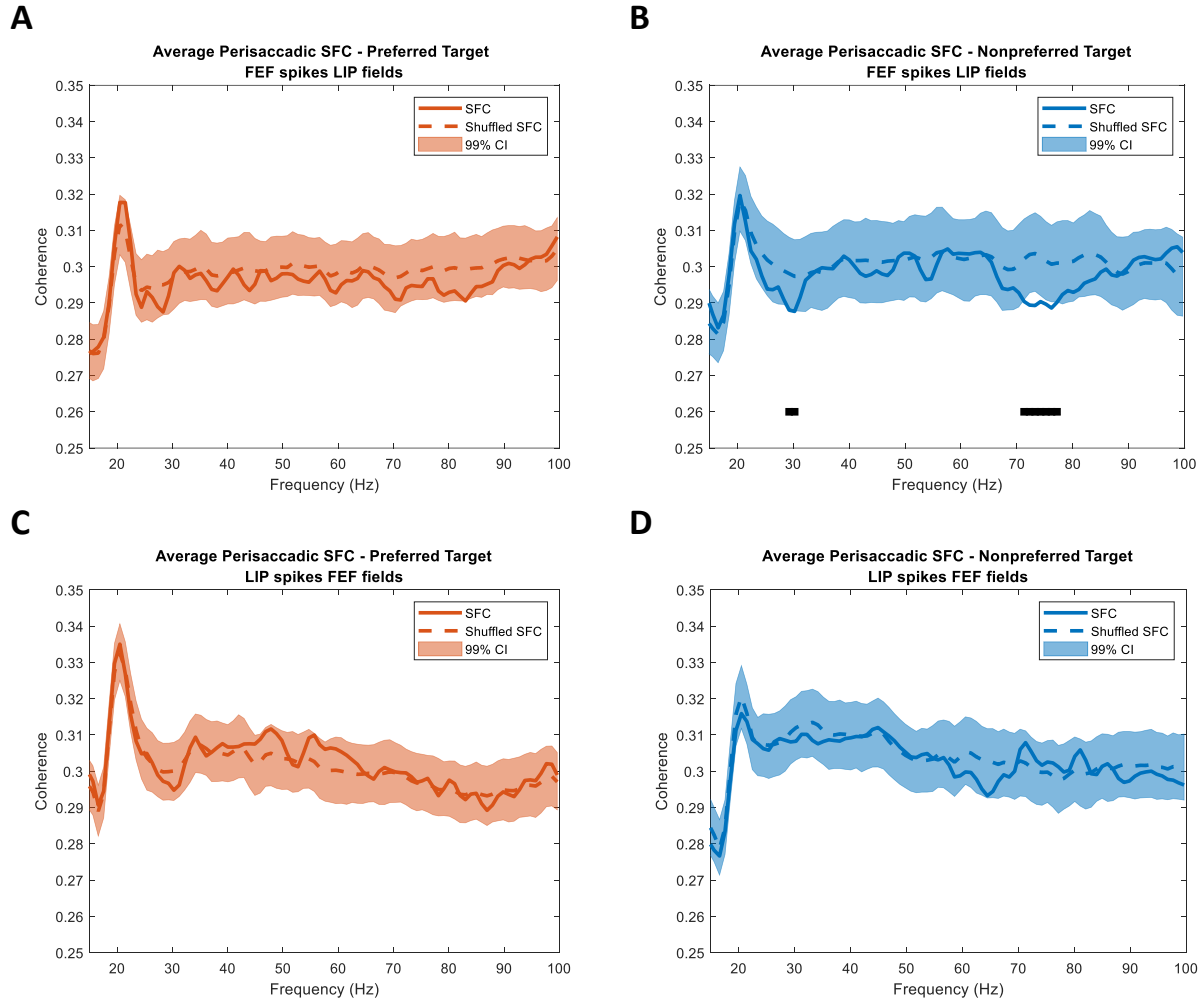 A
Average Perisaccadic SFC - Preferred Target
FEF spikes LIP fields
0.35
0.34
0.33
0.32
0.31
0.3
0.29
0.28
0.27
0.26
0.25
Coherence
SFC
Shuffled SFC
99% CI
20 30 40 50 60 70 80 90 100
Frequency (Hz)
B
Average Perisaccadic SFC - Nonpreferred Target
FEF spikes LIP fields
0.35
0.34
0.33
0.32
0.31
0.3
0.29
0.28
0.27
0.26
0.25
Coherence
SFC
Shuffled SFC
99% CI
20 30 40 50 60 70 80 90 100
Frequency (Hz)
C
Average Perisaccadic SFC - Preferred Target
LIP spikes FEF fields
0.35
0.34
0.33
0.32
0.31
0.3
0.29
0.28
0.27
0.26
0.25
Coherence
SFC
Shuffled SFC
99% CI
20 30 40 50 60 70 80 90 100
Frequency (Hz)
D
Average Perisaccadic SFC - Nonpreferred Target
LIP spikes FEF fields
0.35
0.34
0.33
0.32
0.31
0.3
0.29
0.28
0.27
0.26
0.25
Coherence
SFC
Shuffled SFC
99% CI
20 30 40 50 60 70 80 90 100
Frequency (Hz)